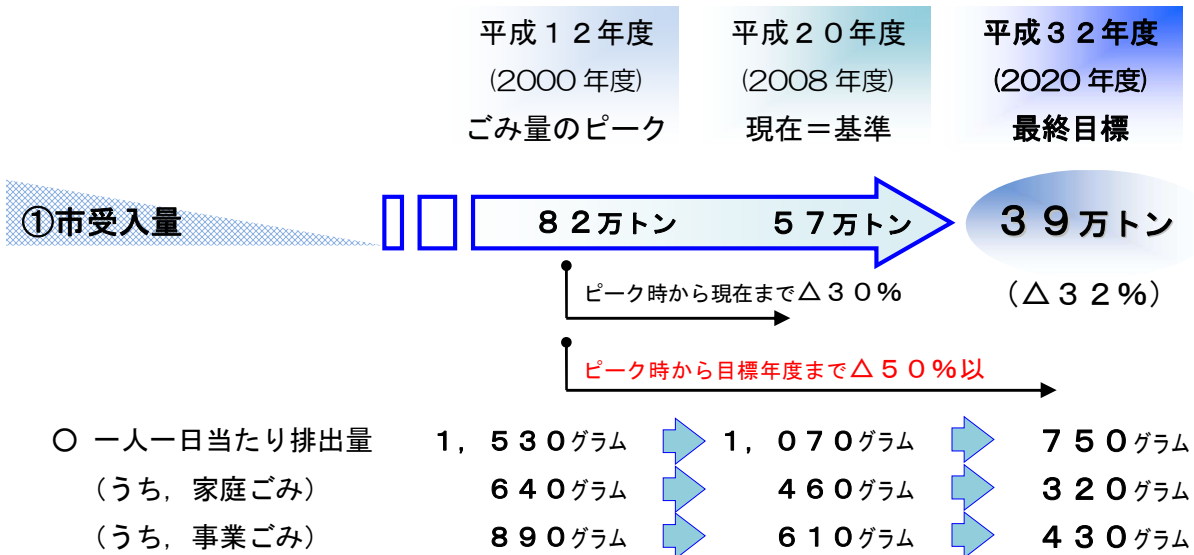 平成１２年度 平成２０年度 平成３２年度
(2000 年度) (2008 年度) (2020 年度)
ごみ量のピーク 現在＝基準 最終目標
①市受入量 ８２万トン ５７万トン ３９万トン
ピーク時から現在まで△３０％ （△３２％）
ピーク時から目標年度まで△５０％以
○ 一人一日当たり排出量 １，５３０グラム １，０７０グラム ７５０グラム
（うち，家庭ごみ） ６４０グラム ４６０グラム ３２０グラム
（うち，事業ごみ） ８９０グラム ６１０グラム ４３０グラム